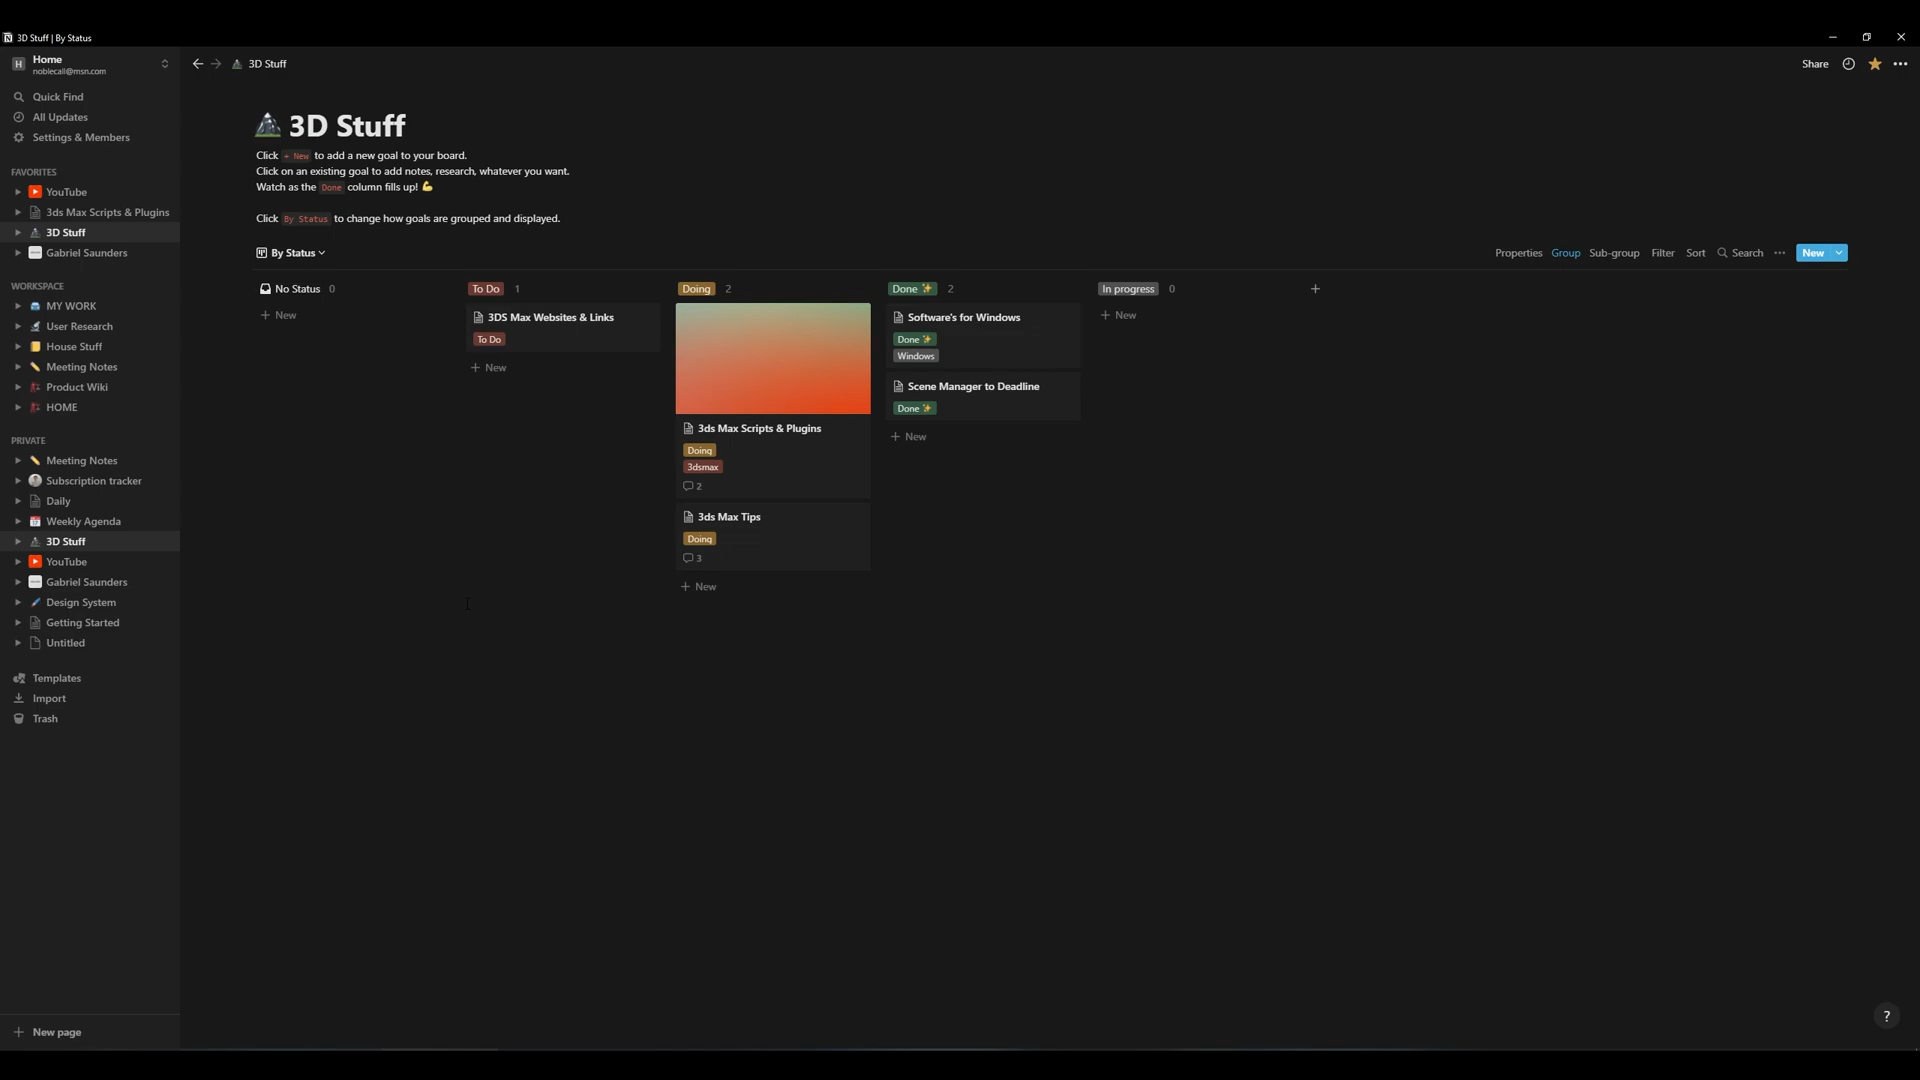 3D Stuff | By Status
H Home
noblecall@msn.com
Quick Find
All Updates
Settings & Members
FAVORITES
YouTube
3ds Max Scripts & Plugins
3D Stuff
Gabriel Saunders
WORKSPACE
MY WORK
User Research
House Stuff
Meeting Notes
Product Wiki
HOME
PRIVATE
Meeting Notes
Subscription tracker
Daily
Weekly Agenda
3D Stuff
YouTube
Gabriel Saunders
Design System
Getting Started
Untitled
Templates
Import
Trash
New page
3D Stuff
Share
3D Stuff
Click + New to add a new goal to your board.
Click on an existing goal to add notes, research, whatever you want.
Watch as the Done column fills up! 💪
Click By Status to change how goals are grouped and displayed.
By Status
Properties Group Sub-group Filter Sort Search ••• New
No Status 0
+ New
To Do 1
3DS Max Websites & Links
To Do
+ New
Doing 2
3ds Max Scripts & Plugins
Doing
3dsmax
2
3ds Max Tips
Doing
3
+ New
Done ✨ 2
Software's for Windows
Done ✨
Windows
Scene Manager to Deadline
Done ✨
+ New
In progress 0
+ New
+
?